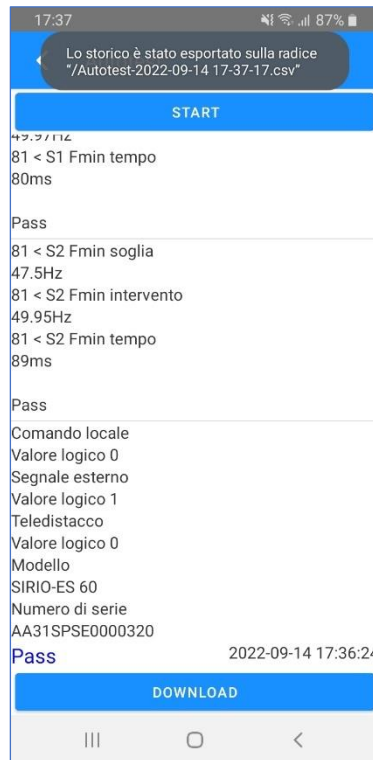 17:37
87%
Lo storico è stato esportato sulla radice
"/Autotest-2022-09-14 17-37-17.csv"
START
49.97Hz
81 < S1 Fmin tempo
80ms
Pass
81 < S2 Fmin soglia
47.5Hz
81 < S2 Fmin intervento
49.95Hz
81 < S2 Fmin tempo
89ms
Pass
Comando locale
Valore logico 0
Segnale esterno
Valore logico 1
Teledistacco
Valore logico 0
Modello
SIRIO-ES 60
Numero di serie
AA31SPSE0000320
Pass
2022-09-14 17:36:24
DOWNLOAD